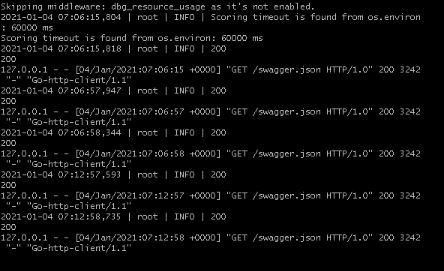 Skipping middleware: dbg_resource_usage as it's not enabled.
2021-01-04 07:06:15,804 | root | INFO | Scoring timeout is found from os.environ
: 60000 ms
Scoring timeout is found from os.environ: 60000 ms
2021-01-04 07:06:15,818 | root | INFO | 200
200
127.0.0.1 - - [04/Jan/2021:07:06:15 +0000] "GET /swagger.json HTTP/1.0" 200 3242
"-" "Go-http-client/1.1"
2021-01-04 07:06:57,947 | root | INFO | 200
200
127.0.0.1 - - [04/Jan/2021:07:06:57 +0000] "GET /swagger.json HTTP/1.0" 200 3242
"-" "Go-http-client/1.1"
2021-01-04 07:06:58,344 | root | INFO | 200
200
127.0.0.1 - - [04/Jan/2021:07:06:58 +0000] "GET /swagger.json HTTP/1.0" 200 3242
"-" "Go-http-client/1.1"
2021-01-04 07:12:57,593 | root | INFO | 200
200
127.0.0.1 - - [04/Jan/2021:07:12:57 +0000] "GET /swagger.json HTTP/1.0" 200 3242
"-" "Go-http-client/1.1"
2021-01-04 07:12:58,735 | root | INFO | 200
200
127.0.0.1 - - [04/Jan/2021:07:12:58 +0000] "GET /swagger.json HTTP/1.0" 200 3242
"-" "Go-http-client/1.1"